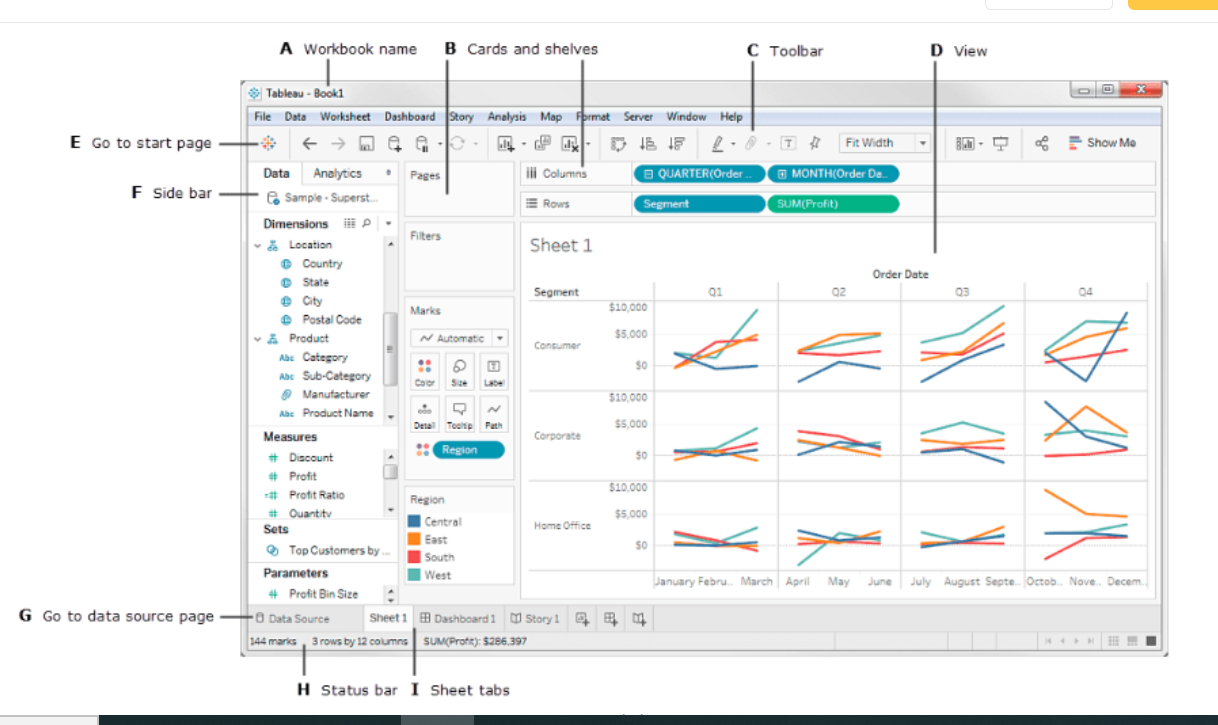 A Workbook name
B Cards and shelves
C Toolbar
D View
Tableau - Book1
File Data Worksheet Dashboard Story Analysis Map Format Server Window Help
E Go to start page
Fit Width
Show Me
Data Analytics
Pages
Columns
QUARTER(Order ..
MONTH(Order Da..
F Side bar
Sample - Superst...
Rows
Segment
SUM(Profit)
Dimensions
Location
Country
State
City
Postal Code
Product
Abc Category
Abc Sub-Category
Manufacturer
Abc Product Name
Measures
# Discount
# Profit
=# Profit Ratio
# Quantity
Sets
Top Customers by ...
Parameters
# Profit Bin Size
Filters
Marks
Automatic
Color Size Label
Detail Tooltip Path
Region
Region
Central
East
South
West
Sheet 1
Order Date
Segment Q1 Q2 Q3 Q4
$10,000
$5,000
Consumer
$0
$10,000
$5,000
Corporate
$0
$10,000
$5,000
Home Office
$0
January Febru.. March April May June July August Septe.. Octob.. Nove.. Decem..
G Go to data source page
Data Source Sheet 1 Dashboard 1 Story 1
144 marks 3 rows by 12 columns SUM(Profit): $286,397
H Status bar
I Sheet tabs